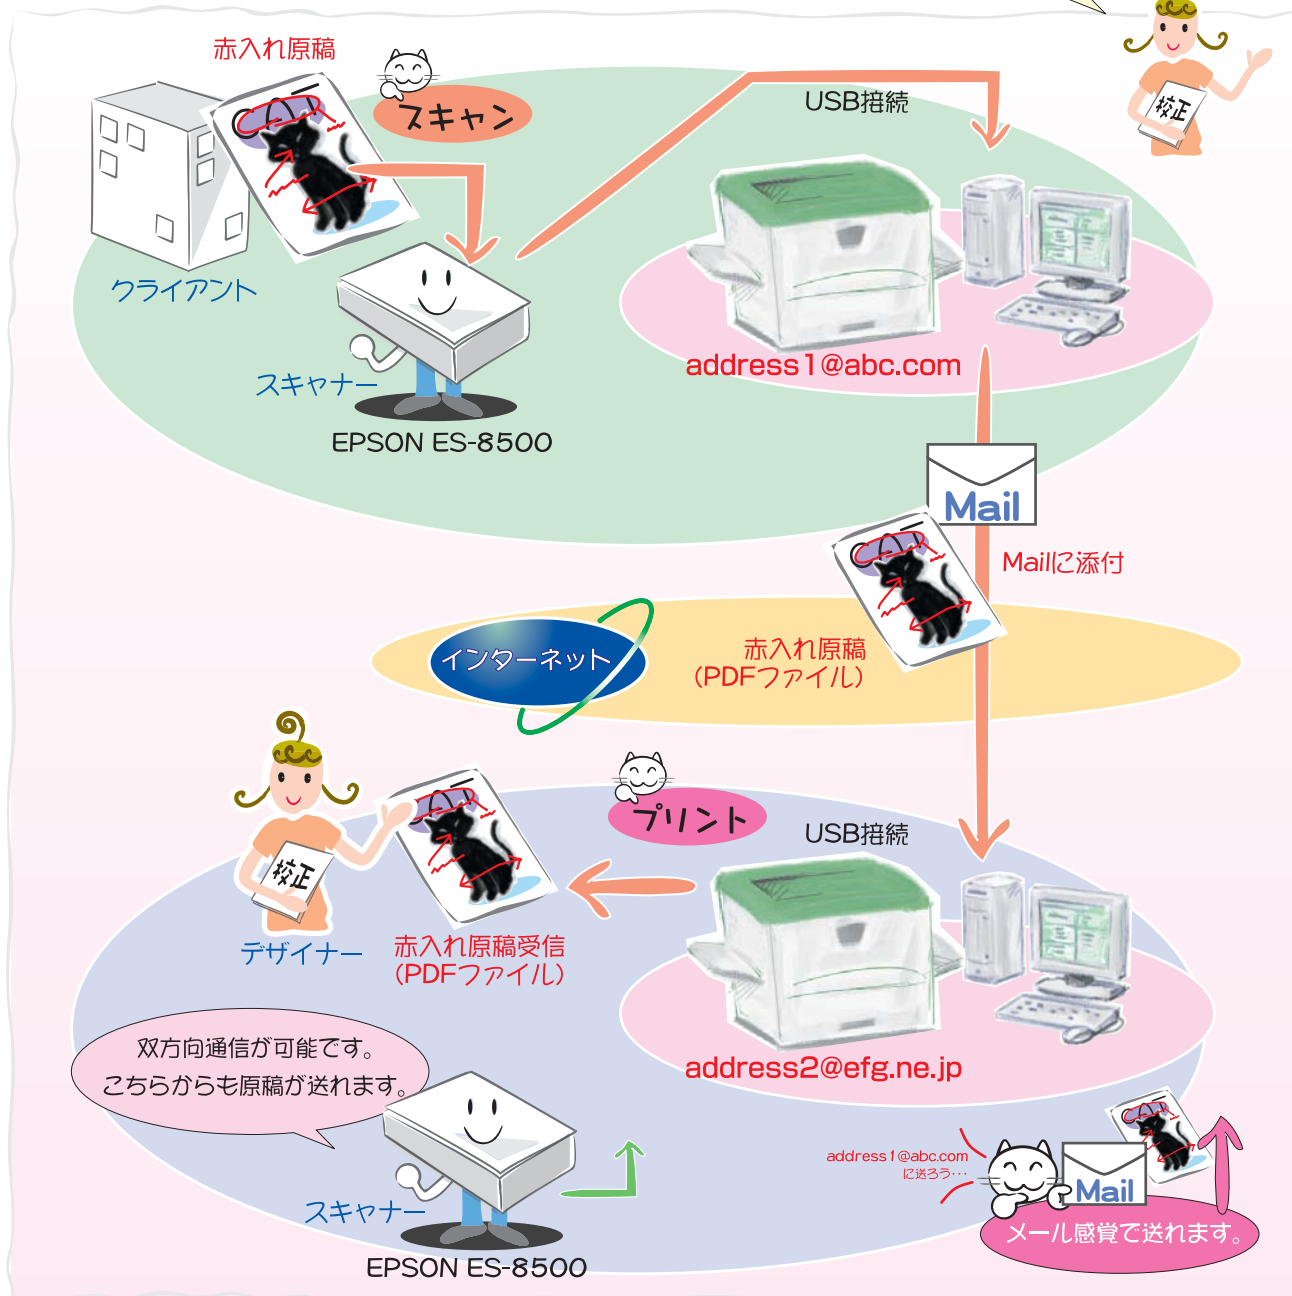 赤入れ原稿
スキャン
USB接続
校正
クライアント
スキャナー
EPSON ES-8500
address1@abc.com
Mail
Mailに添付
インターネット
赤入れ原稿
(PDFファイル)
プリント
USB接続
校正
デザイナー
赤入れ原稿受信
(PDFファイル)
address2@efg.ne.jp
双方向通信が可能です。
こちらからも原稿が送れます。
スキャナー
EPSON ES-8500
address1@abc.com
に送ろう…
Mail
メール感覚で送れます。